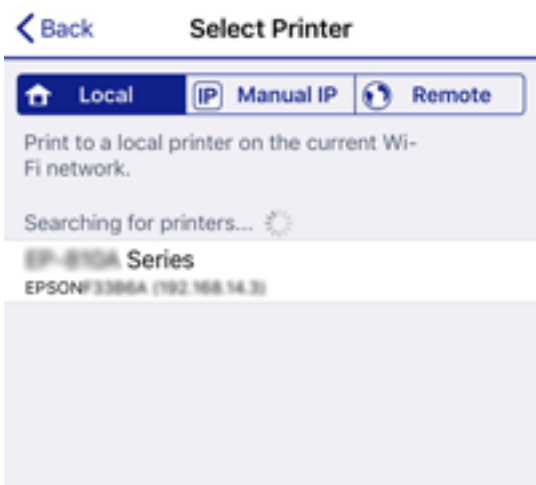 Back Select Printer
Local IP Manual IP Remote
Print to a local printer on the current Wi-
Fi network.
Searching for printers...
Series
EPSON